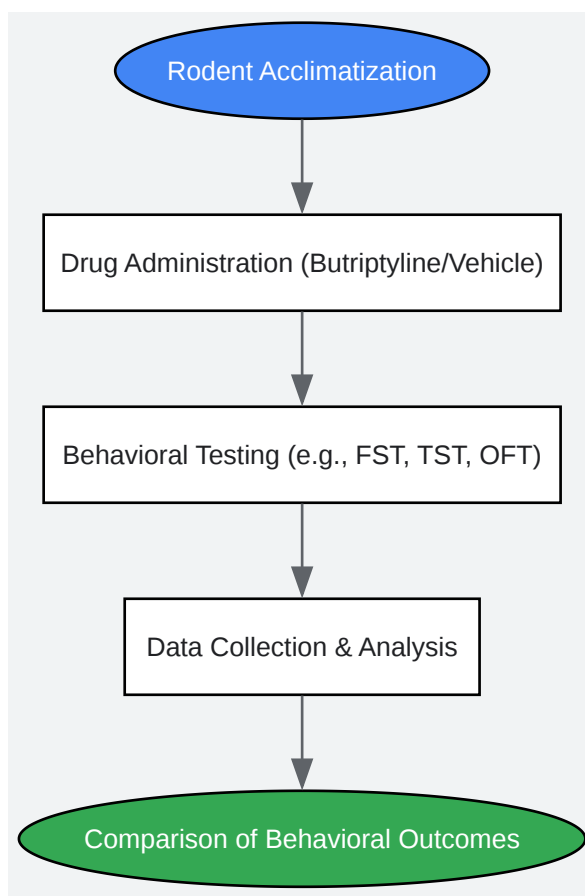 Rodent Acclimatization
Drug Administration (Butriptyline/Vehicle)
Behavioral Testing (e.g., FST, TST, OFT)
Data Collection & Analysis
Comparison of Behavioral Outcomes